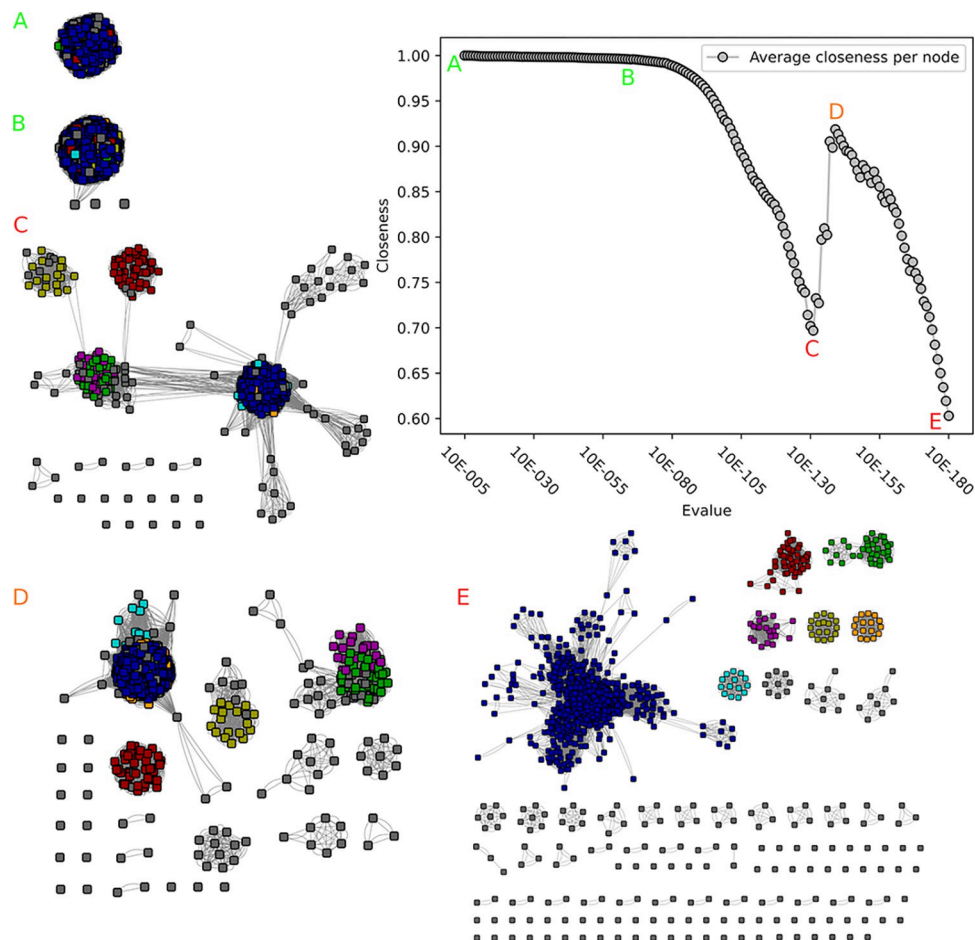 A
B
C
D
E
1.00
0.95
0.90
0.85
0.80
0.75
0.70
0.65
0.60
Closeness
Average closeness per node
A
B
D
C
E
10E-005
10E-030
10E-055
10E-080
10E-105
10E-130
10E-155
10E-180
Evalue